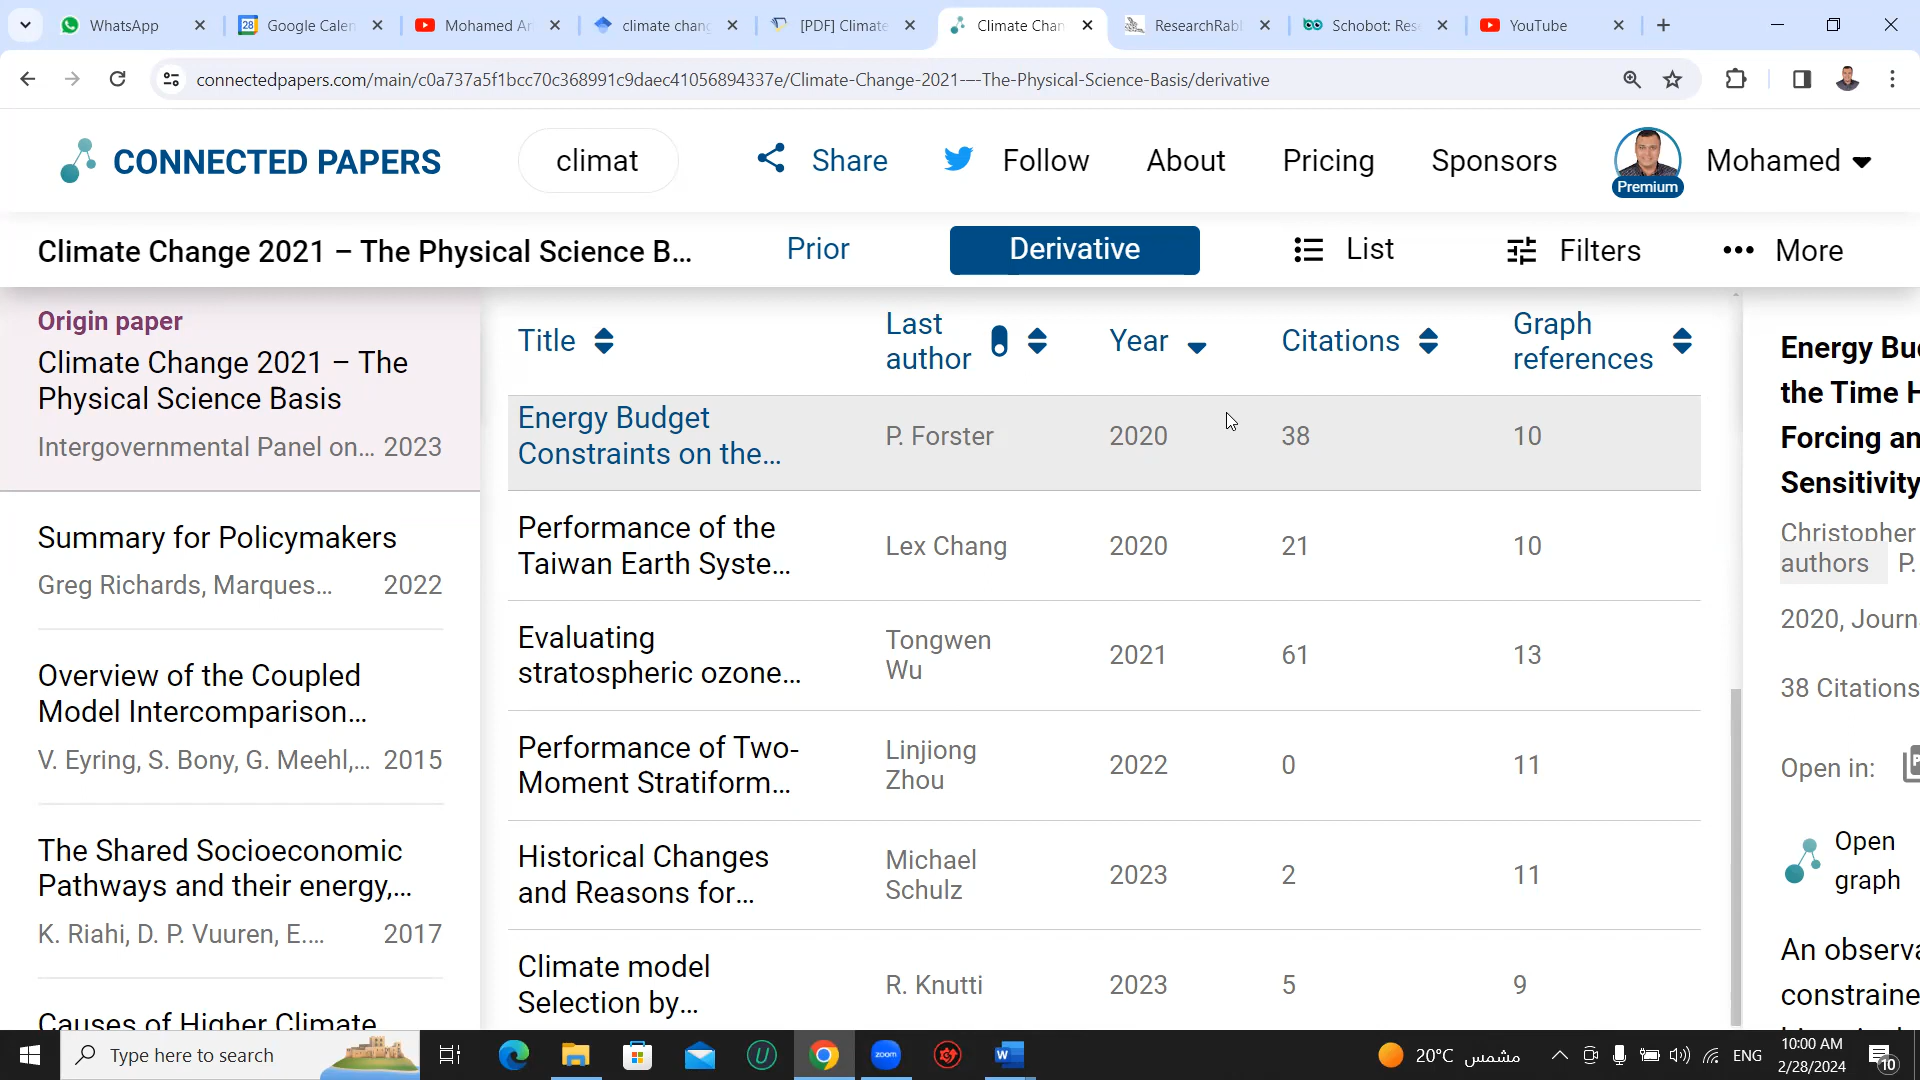 WhatsApp
28
Google Calen
Mohamed Ar
climate chang
[PDF] Climate
Climate Chan
ResearchRabl
Schobot: Res
YouTube
connectedpapers.com/main/c0a737a5f1bcc70c368991c9daec41056894337e/Climate-Change-2021-–-The-Physical-Science-Basis/derivative
CONNECTED PAPERS
climat
Share
Follow
About
Pricing
Sponsors
Premium
Mohamed
Climate Change 2021 – The Physical Science B...
Prior
Derivative
List
Filters
More
Origin paper
Climate Change 2021 – The
Physical Science Basis
Intergovernmental Panel on... 2023
Summary for Policymakers
Greg Richards, Marques... 2022
Overview of the Coupled
Model Intercomparison...
V. Eyring, S. Bony, G. Meehl,... 2015
The Shared Socioeconomic
Pathways and their energy,...
K. Riahi, D. P. Vuuren, E.... 2017
Causes of Higher Climate
Title
Last
author
Year
Citations
Graph
references
Energy Budget
Constraints on the...
P. Forster
2020
38
10
Performance of the
Taiwan Earth Syste...
Lex Chang
2020
21
10
Evaluating
stratospheric ozone...
Tongwen
Wu
2021
61
13
Performance of Two-
Moment Stratiform...
Linjiong
Zhou
2022
0
11
Historical Changes
and Reasons for...
Michael
Schulz
2023
2
11
Climate model
Selection by...
R. Knutti
2023
5
9
Energy Bu
the Time H
Forcing an
Sensitivity
Christopher
authors P.
2020, Journ
38 Citations
Open in:
Open
graph
An observa
constraine
Type here to search
zoom
20°C مشمس
ENG
10:00 AM
2/28/2024
10